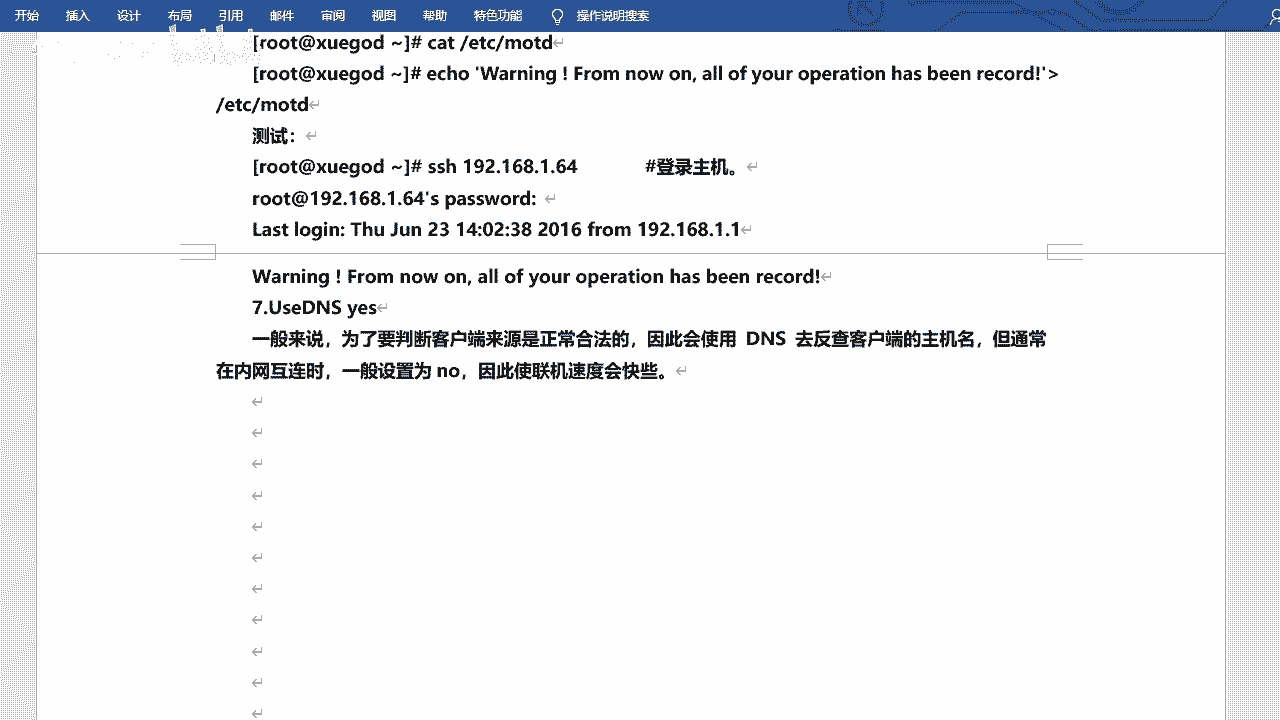 开始 插入 设计 布局 引用 邮件 审阅 视图 帮助 特色功能 操作说明搜索
[root@xuegod ~]# cat /etc/motd
[root@xuegod ~]# echo 'Warning ! From now on, all of your operation has been record!'>
/etc/motd
测试：
[root@xuegod ~]# ssh 192.168.1.64 #登录主机。
root@192.168.1.64's password:
Last login: Thu Jun 23 14:02:38 2016 from 192.168.1.1
Warning ! From now on, all of your operation has been record!
7.UseDNS yes
一般来说，为了要判断客户端来源是正常合法的，因此会使用 DNS 去反查客户端的主机名，但通常
在内网互连时，一般设置为 no，因此使联机速度会快些。